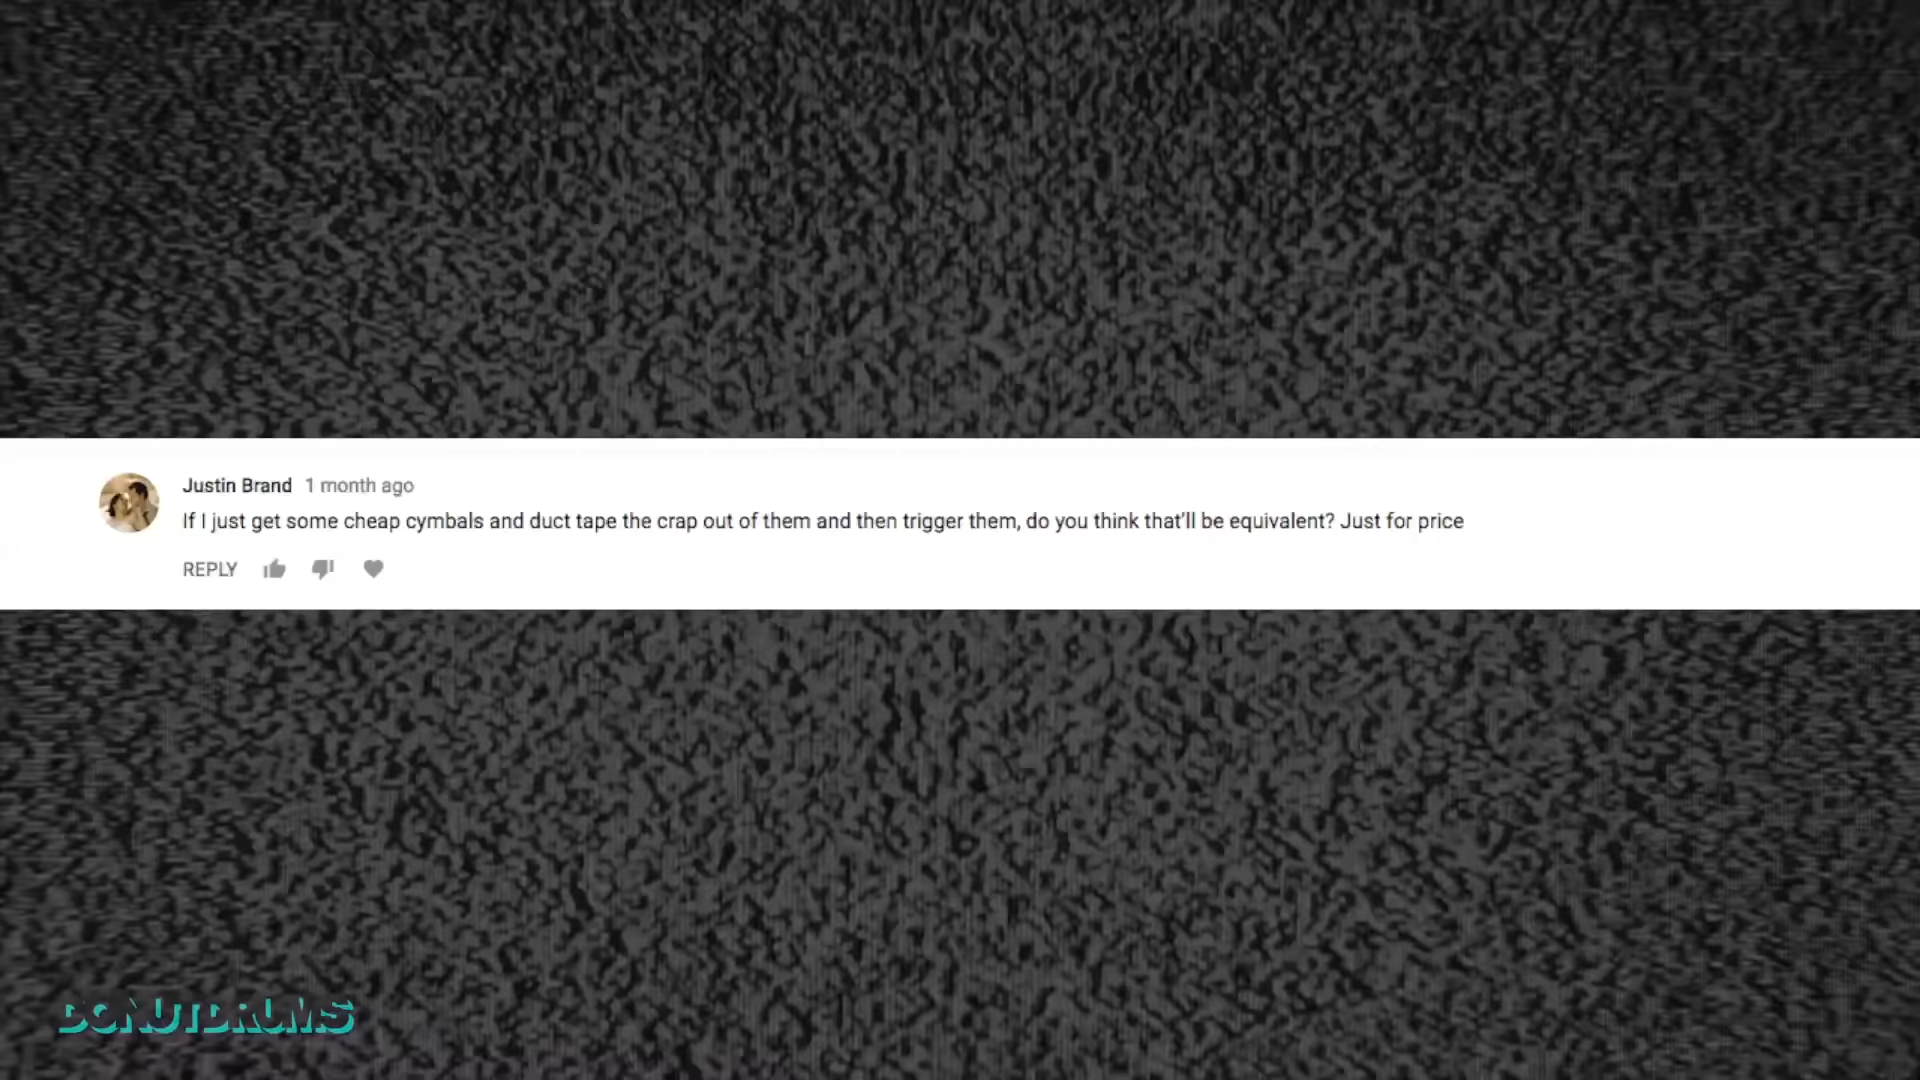 Justin Brand 1 month ago
If I just get some cheap cymbals and duct tape the crap out of them and then trigger them, do you think that'll be equivalent? Just for price
REPLY
DONUTDRUMS